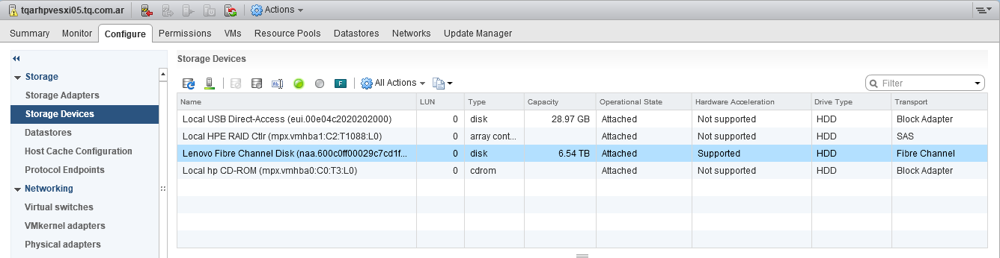 tqarhpvesxi05.tq.com.ar Actions
Summary Monitor Configure Permissions VMs Resource Pools Datastores Networks Update Manager
Storage
Storage Adapters
Storage Devices
Datastores
Host Cache Configuration
Protocol Endpoints
Networking
Virtual switches
VMkernel adapters
Physical adapters
Storage Devices
All Actions Filter
Name LUN Type Capacity Operational State Hardware Acceleration Drive Type Transport
Local USB Direct-Access (eui.00e04c2020202000) 0 disk 28.97 GB Attached Not supported HDD Block Adapter
Local HPE RAID Ctlr (mpx.vmhba1:C2:T1088:L0) 0 array cont... Attached Not supported HDD SAS
Lenovo Fibre Channel Disk (naa.600c0ff00029c7cd1f... 0 disk 6.54 TB Attached Supported HDD Fibre Channel
Local hp CD-ROM (mpx.vmhba0:C0:T3:L0) 0 cdrom Attached Not supported HDD Block Adapter